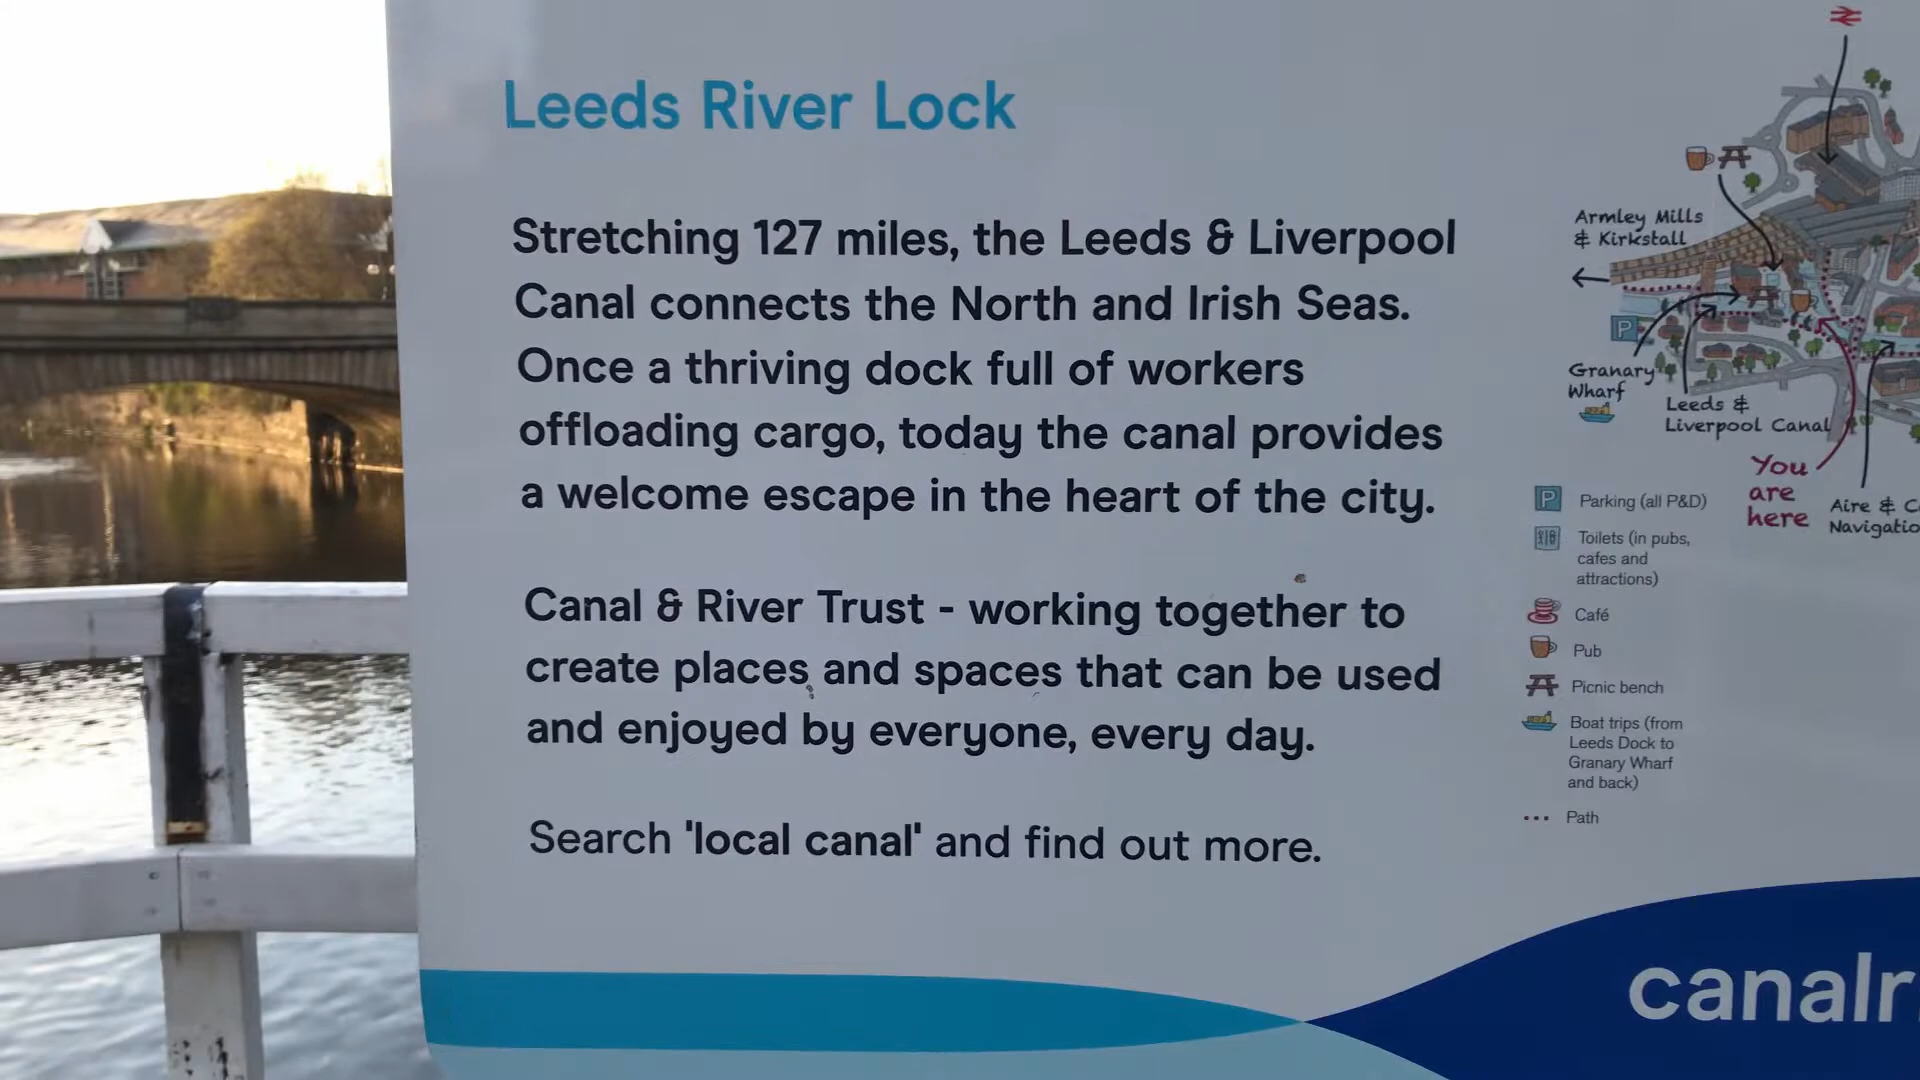 Leeds River Lock
Stretching 127 miles, the Leeds & Liverpool
Canal connects the North and Irish Seas.
Once a thriving dock full of workers
offloading cargo, today the canal provides
a welcome escape in the heart of the city.
Canal & River Trust - working together to
create places and spaces that can be used
and enjoyed by everyone, every day.
Search 'local canal' and find out more.
Armley Mills
& Kirkstall
P
Granary
Wharf
Leeds &
Liverpool Canal
You
are
here
Aire & C
Navigatio
P Parking (all P&D)
Toilets (in pubs,
cafes and
attractions)
Café
Pub
Picnic bench
Boat trips (from
Leeds Dock to
Granary Wharf
and back)
Path
canalr